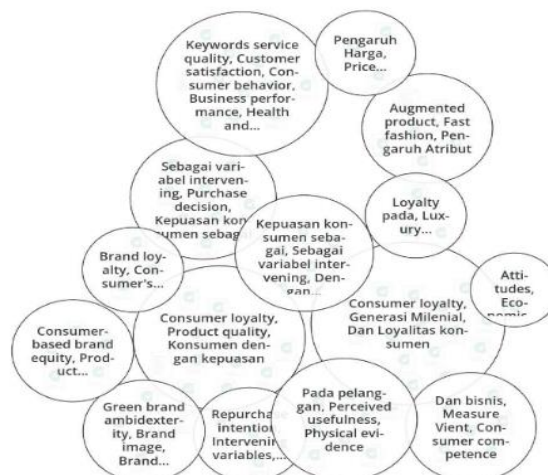 Keywords service
quality, Customer
satisfaction, Con-
sumer behavior,
Business perfor-
mance, Health
and...
Pengaruh
Harga,
Price...
Augmented
product, Fast
fashion, Pen-
garuh Atribut
Sebagai vari-
abel interven-
ing, Purchase
decision,
Kepuasan kon
sumen sebaga
Kepuasan kon-
sumen seba-
gai, Sebagai
variabel inter-
vening, Den-
gan...
Loyalty
pada, Lux-
ury...
Brand loy-
alty, Con-
sumer's...
Atti-
tudes,
Eco-
nomic
Consumer loyalty,
Product quality,
Konsumen den-
gan kepuasan
Consumer loyalty,
Generasi Milenial,
Dan Loyalitas kon-
sumen
Consumer-
based brand
equity, Prod-
uct...
Green brand
ambidexter-
ity, Brand
image,
Brand...
Repurcha
intention
Intervenin
variables,...
Pada pelang-
gan, Perceived
usefulness,
Physical evi-
dence
Dan bisnis,
Measure
Vient, Con-
sumer com-
petence